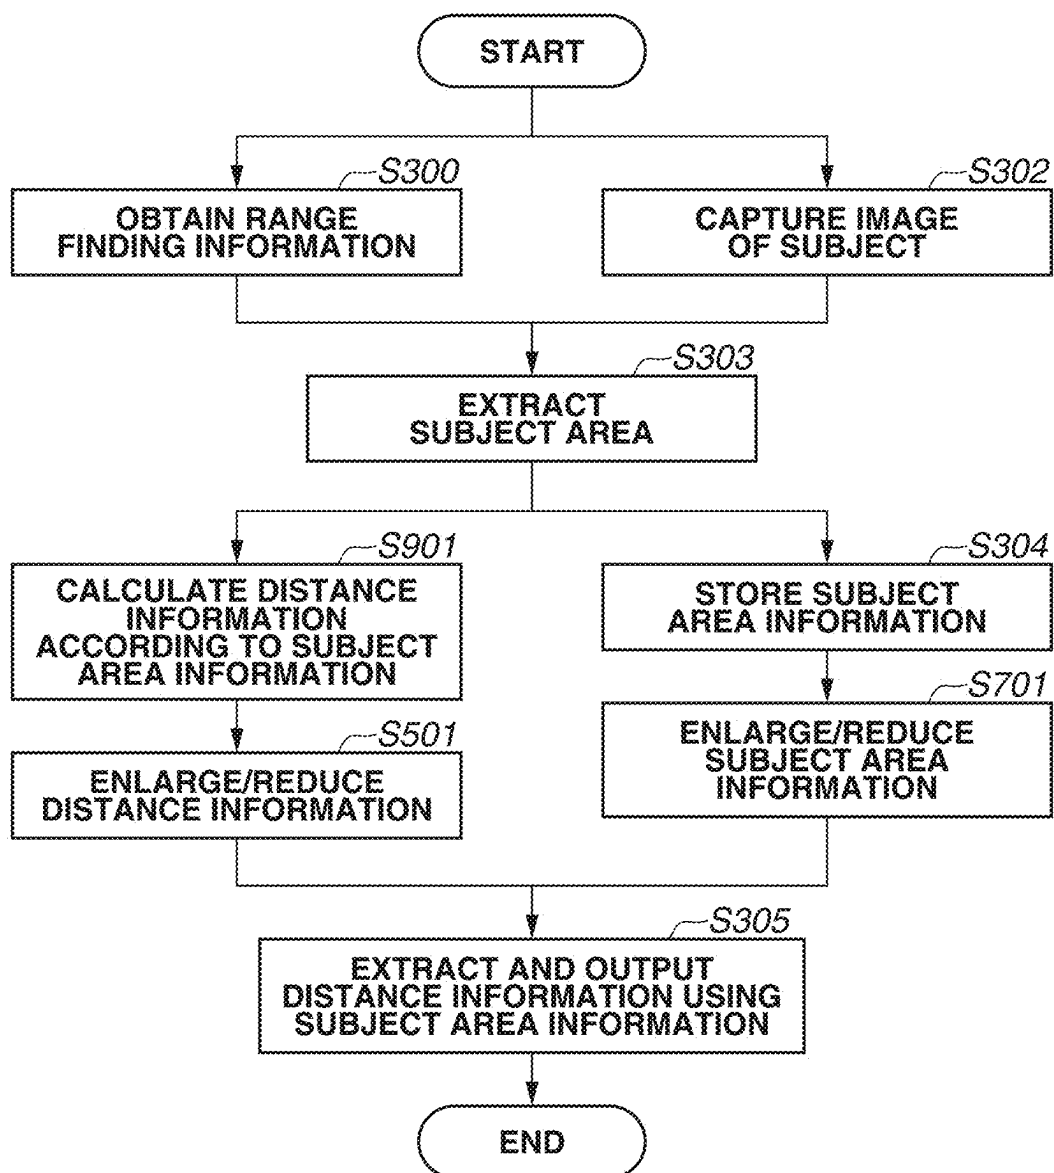 START
S300
OBTAIN RANGE
FINDING INFORMATION
S302
CAPTURE IMAGE
OF SUBJECT
S303
EXTRACT
SUBJECT AREA
S901
CALCULATE DISTANCE
INFORMATION
ACCORDING TO SUBJECT
AREA INFORMATION
S304
STORE SUBJECT
AREA INFORMATION
S501
ENLARGE/REDUCE
DISTANCE INFORMATION
S701
ENLARGE/REDUCE
SUBJECT AREA
INFORMATION
S305
EXTRACT AND OUTPUT
DISTANCE INFORMATION USING
SUBJECT AREA INFORMATION
END